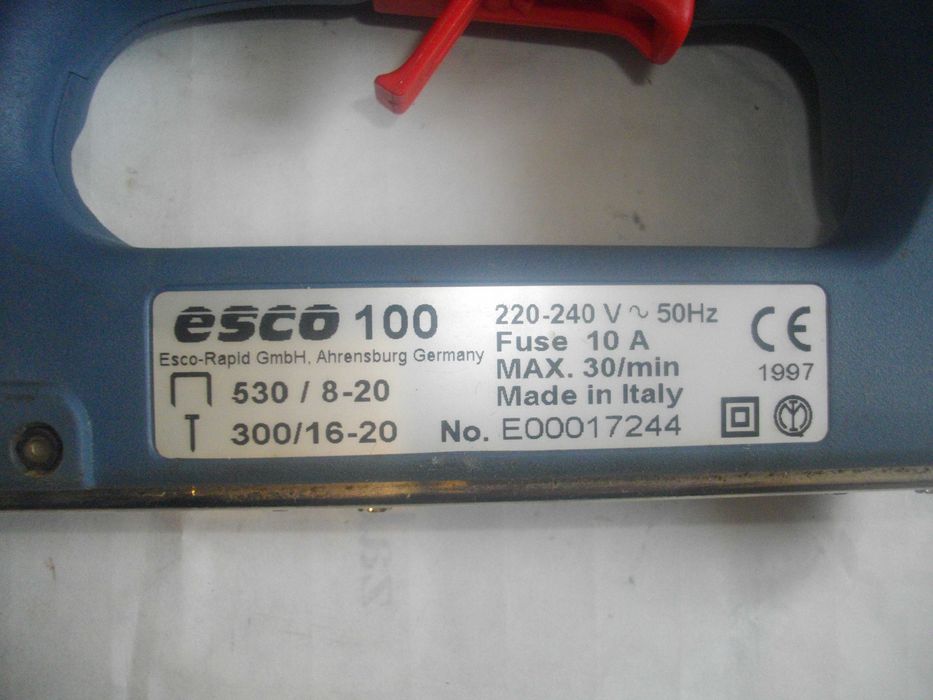 esco 100
Esco-Rapid GmbH, Ahrensburg Germany
530 / 8-20
300/16-20
220-240 V ~ 50Hz
Fuse 10 A
MAX. 30/min
Made in Italy
No. E00017244
CE
1997